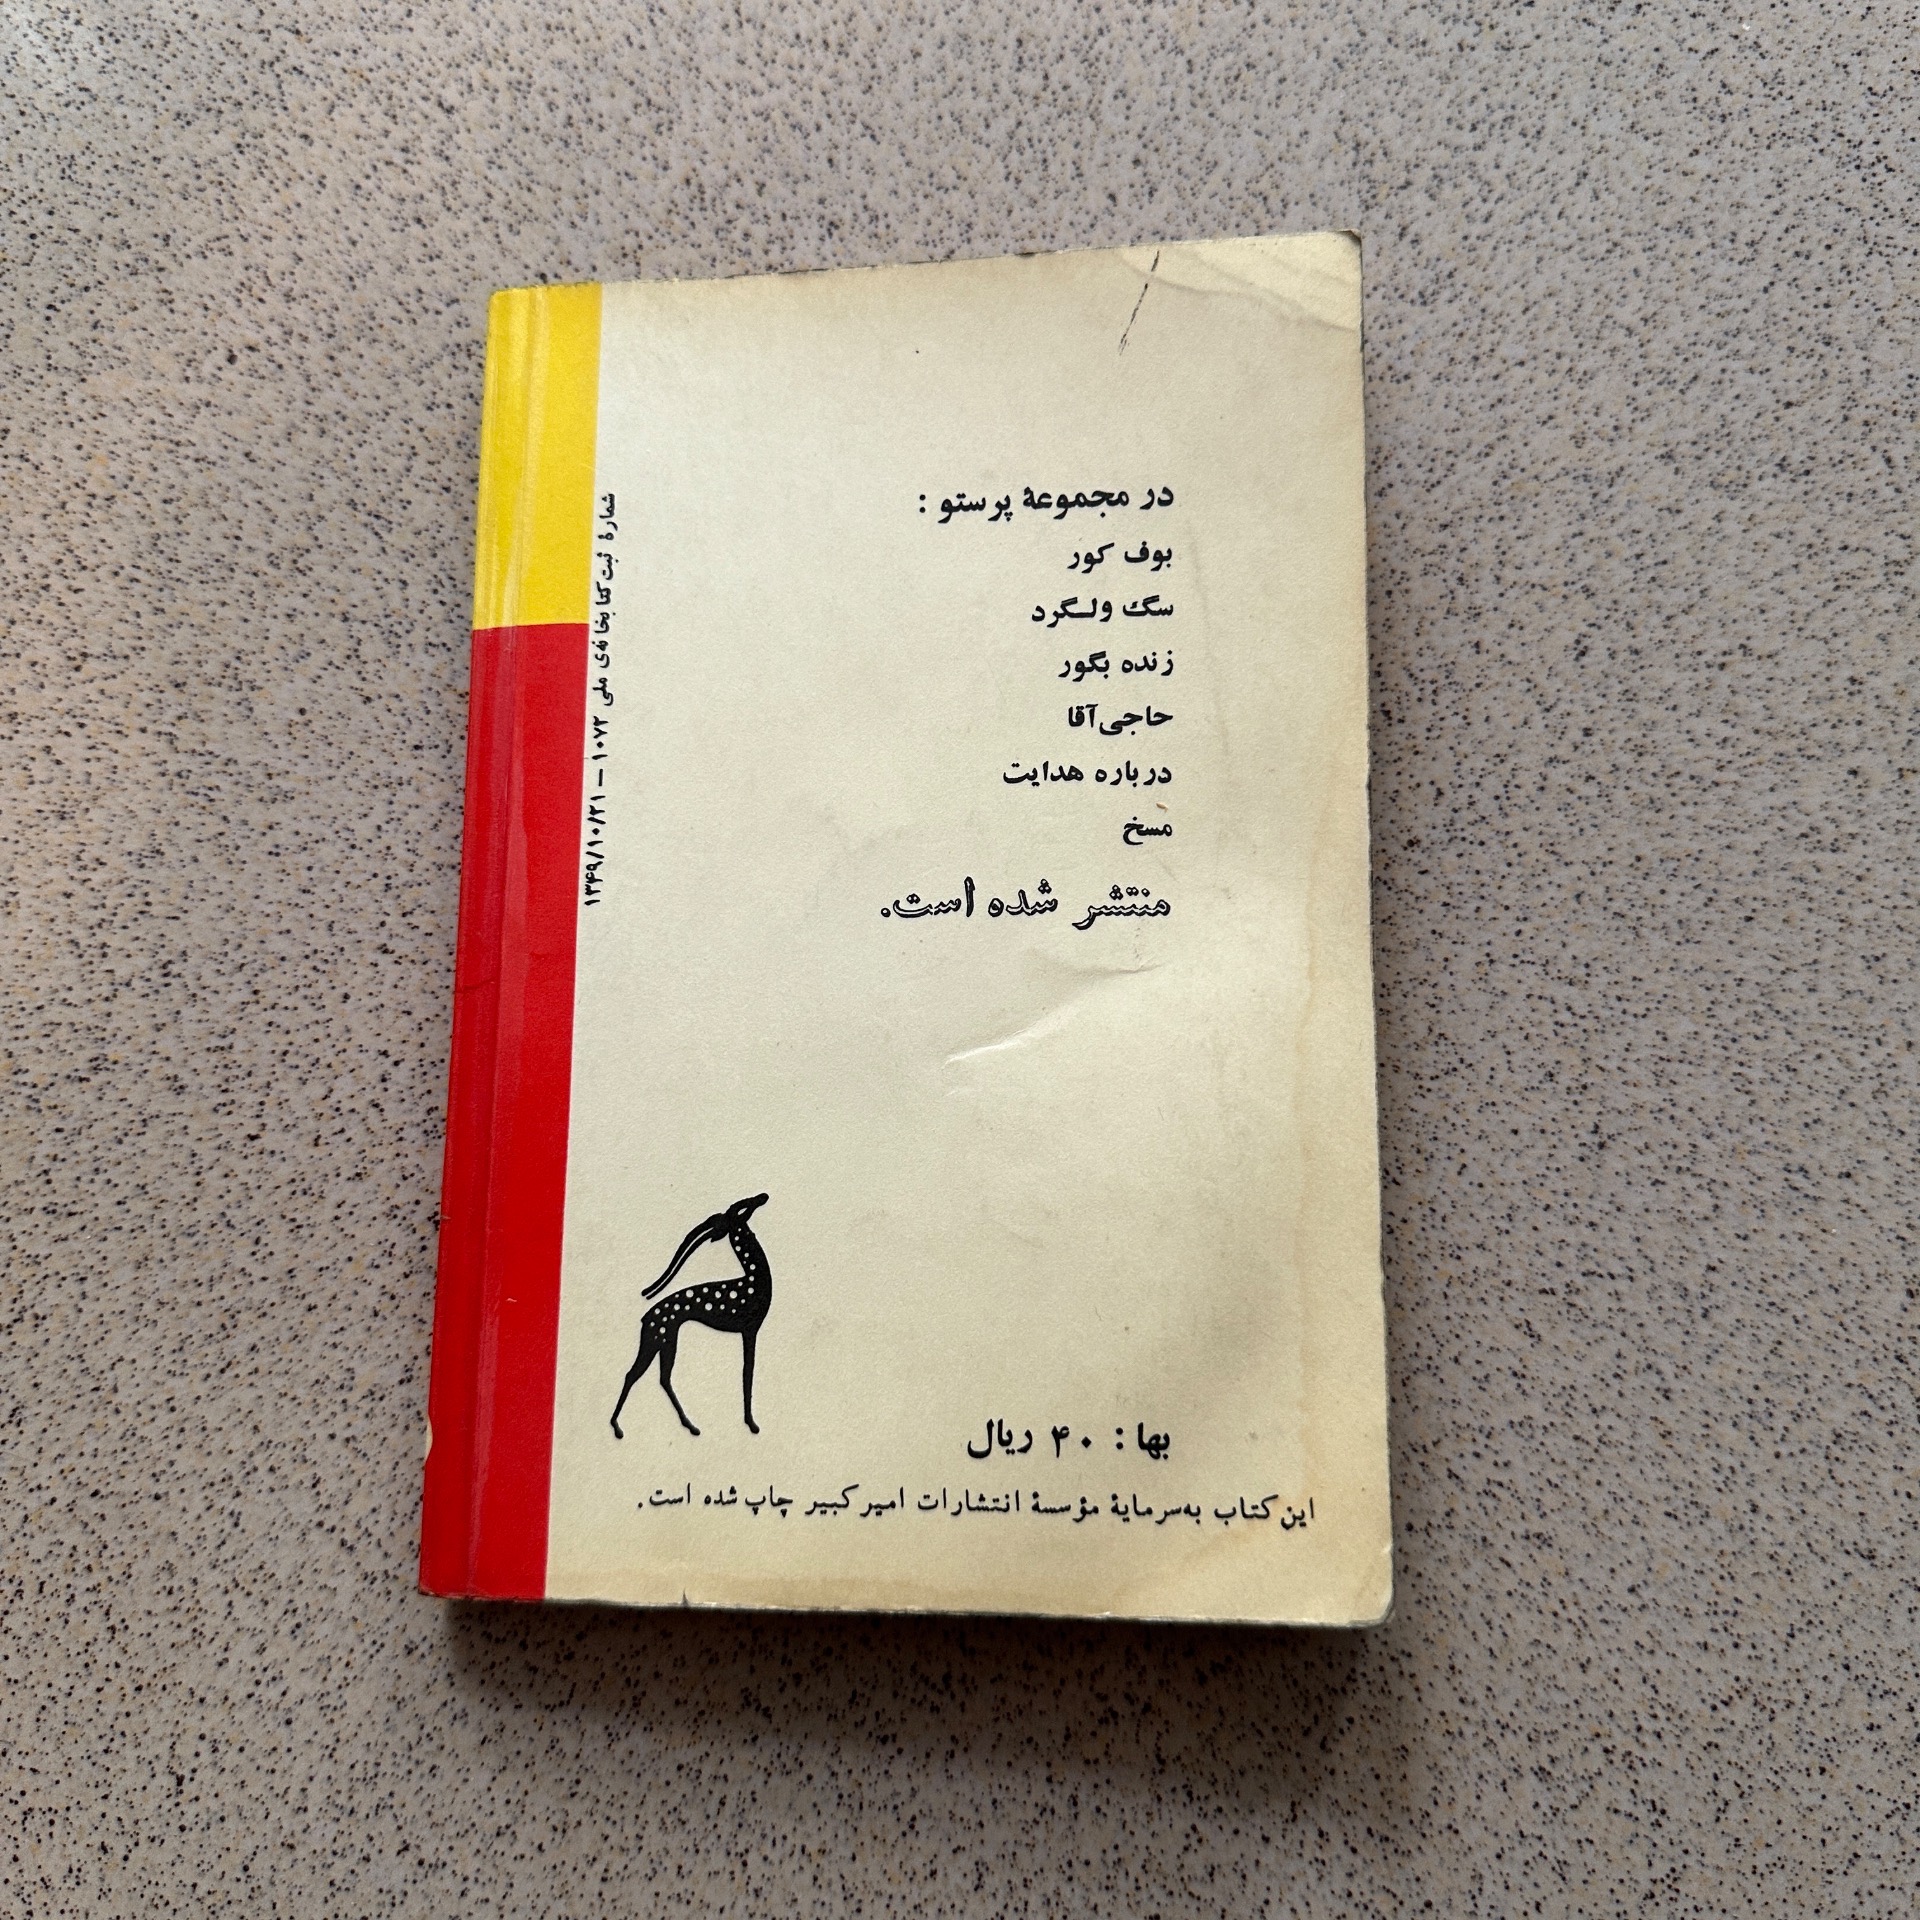 در مجموعهٔ پرستو :
بوف کور
سگ ولـگرد
زنده بگور
حاجی‌آقا
درباره هدایت
مسخ
منتشر شده است.
بها : ۴۰ ریال
این کتاب به‌سرمایهٔ مؤسسهٔ انتشارات امیرکبیر چاپ شده است.
شمارهٔ ثبت کتابخانه‌ی ملی ۱۰۷۲ – ۱۳۴۹/۱۰/۲۱